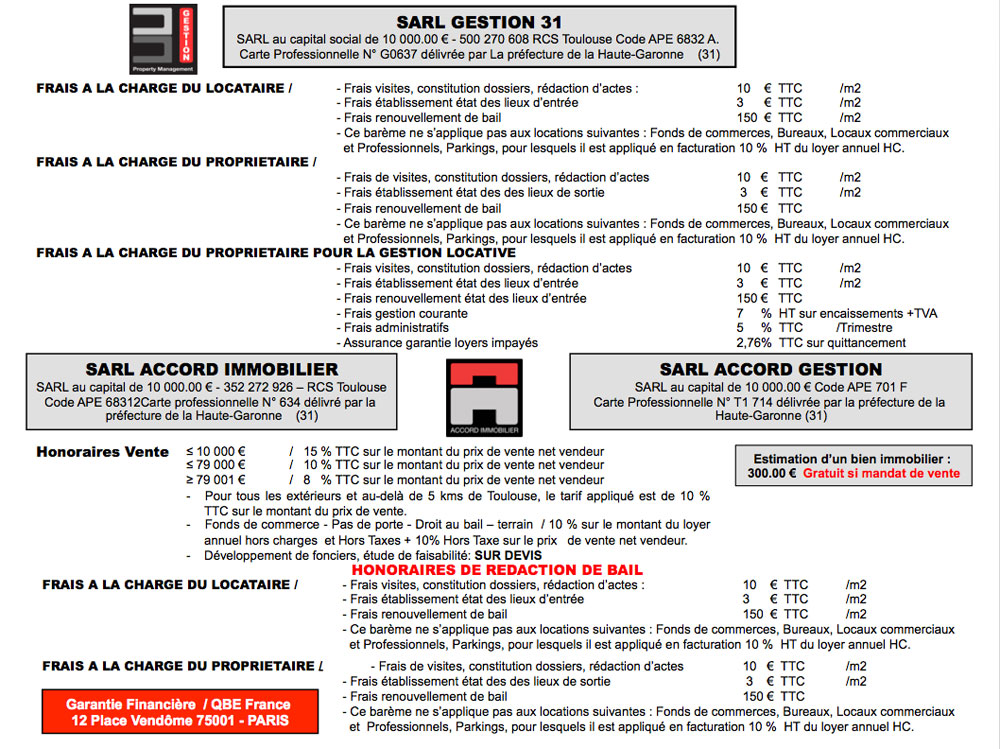 31
GESTION
Property Management
SARL GESTION 31
SARL au capital social de 10 000.00 € - 500 270 608 RCS Toulouse Code APE 6832 A.
Carte Professionnelle N° G0637 délivrée par La préfecture de la Haute-Garonne (31)
FRAIS A LA CHARGE DU LOCATAIRE / - Frais visites, constitution dossiers, rédaction d'actes : 10 € TTC /m2
- Frais établissement état des lieux d'entrée 3 € TTC /m2
- Frais renouvellement de bail 150 € TTC /m2
- Ce barème ne s'applique pas aux locations suivantes : Fonds de commerces, Bureaux, Locaux commerciaux
et Professionnels, Parkings, pour lesquels il est appliqué en facturation 10 % HT du loyer annuel HC.
FRAIS A LA CHARGE DU PROPRIETAIRE /
- Frais de visites, constitution dossiers, rédaction d'actes 10 € TTC /m2
- Frais établissement état des des lieux de sortie 3 € TTC /m2
- Frais renouvellement de bail 150 € TTC
- Ce barème ne s'applique pas aux locations suivantes : Fonds de commerces, Bureaux, Locaux commerciaux
et Professionnels, Parkings, pour lesquels il est appliqué en facturation 10 % HT du loyer annuel HC.
FRAIS A LA CHARGE DU PROPRIETAIRE POUR LA GESTION LOCATIVE
- Frais visites, constitution dossiers, rédaction d'actes 10 € TTC /m2
- Frais établissement état des lieux d'entrée 3 € TTC /m2
- Frais renouvellement état des lieux d'entrée 150 € TTC
- Frais gestion courante 7 % HT sur encaissements +TVA
- Frais administratifs 5 % TTC /Trimestre
- Assurance garantie loyers impayés 2,76% TTC sur quittancement
SARL ACCORD IMMOBILIER
SARL au capital de 10 000.00 € - 352 272 926 – RCS Toulouse
Code APE 68312Carte professionnelle N° 634 délivré par la
préfecture de la Haute-Garonne (31)
ACCORD IMMOBILIER
SARL ACCORD GESTION
SARL au capital de 10 000.00 € Code APE 701 F
Carte Professionnelle N° T1 714 délivrée par la préfecture de la
Haute-Garonne (31)
Honoraires Vente ≤ 10 000 € / 15 % TTC sur le montant du prix de vente net vendeur
≤ 79 000 € / 10 % TTC sur le montant du prix de vente net vendeur
≥ 79 001 € / 8 % TTC sur le montant du prix de vente net vendeur
- Pour tous les extérieurs et au-delà de 5 kms de Toulouse, le tarif appliqué est de 10 %
TTC sur le montant du prix de vente.
- Fonds de commerce - Pas de porte - Droit au bail – terrain / 10 % sur le montant du loyer
annuel hors charges et Hors Taxes + 10% Hors Taxe sur le prix de vente net vendeur.
- Développement de fonciers, étude de faisabilité: SUR DEVIS
Estimation d'un bien immobilier :
300.00 € Gratuit si mandat de vente
HONORAIRES DE REDACTION DE BAIL
FRAIS A LA CHARGE DU LOCATAIRE / - Frais visites, constitution dossiers, rédaction d'actes : 10 € TTC /m2
- Frais établissement état des lieux d'entrée 3 € TTC /m2
- Frais renouvellement de bail 150 € TTC /m2
- Ce barème ne s'applique pas aux locations suivantes : Fonds de commerces, Bureaux, Locaux commerciaux
et Professionnels, Parkings, pour lesquels il est appliqué en facturation 10 % HT du loyer annuel HC.
FRAIS A LA CHARGE DU PROPRIETAIRE / - Frais de visites, constitution dossiers, rédaction d'actes 10 € TTC /m2
- Frais établissement état des des lieux de sortie 3 € TTC /m2
- Frais renouvellement de bail 150 € TTC
- Ce barème ne s'applique pas aux locations suivantes : Fonds de commerces, Bureaux, Locaux commerciaux
et Professionnels, Parkings, pour lesquels il est appliqué en facturation 10 % HT du loyer annuel HC.
Garantie Financière / QBE France
12 Place Vendôme 75001 - PARIS